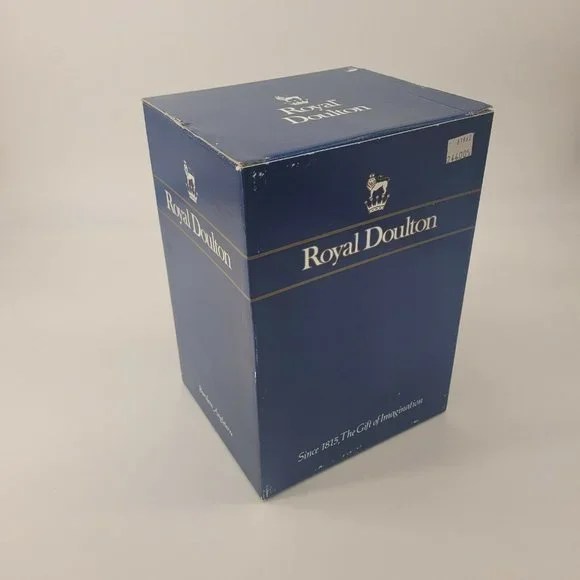 Royal
Doulton
Royal Doulton
Royal Doulton
Since 1815, The Gift of Imagination